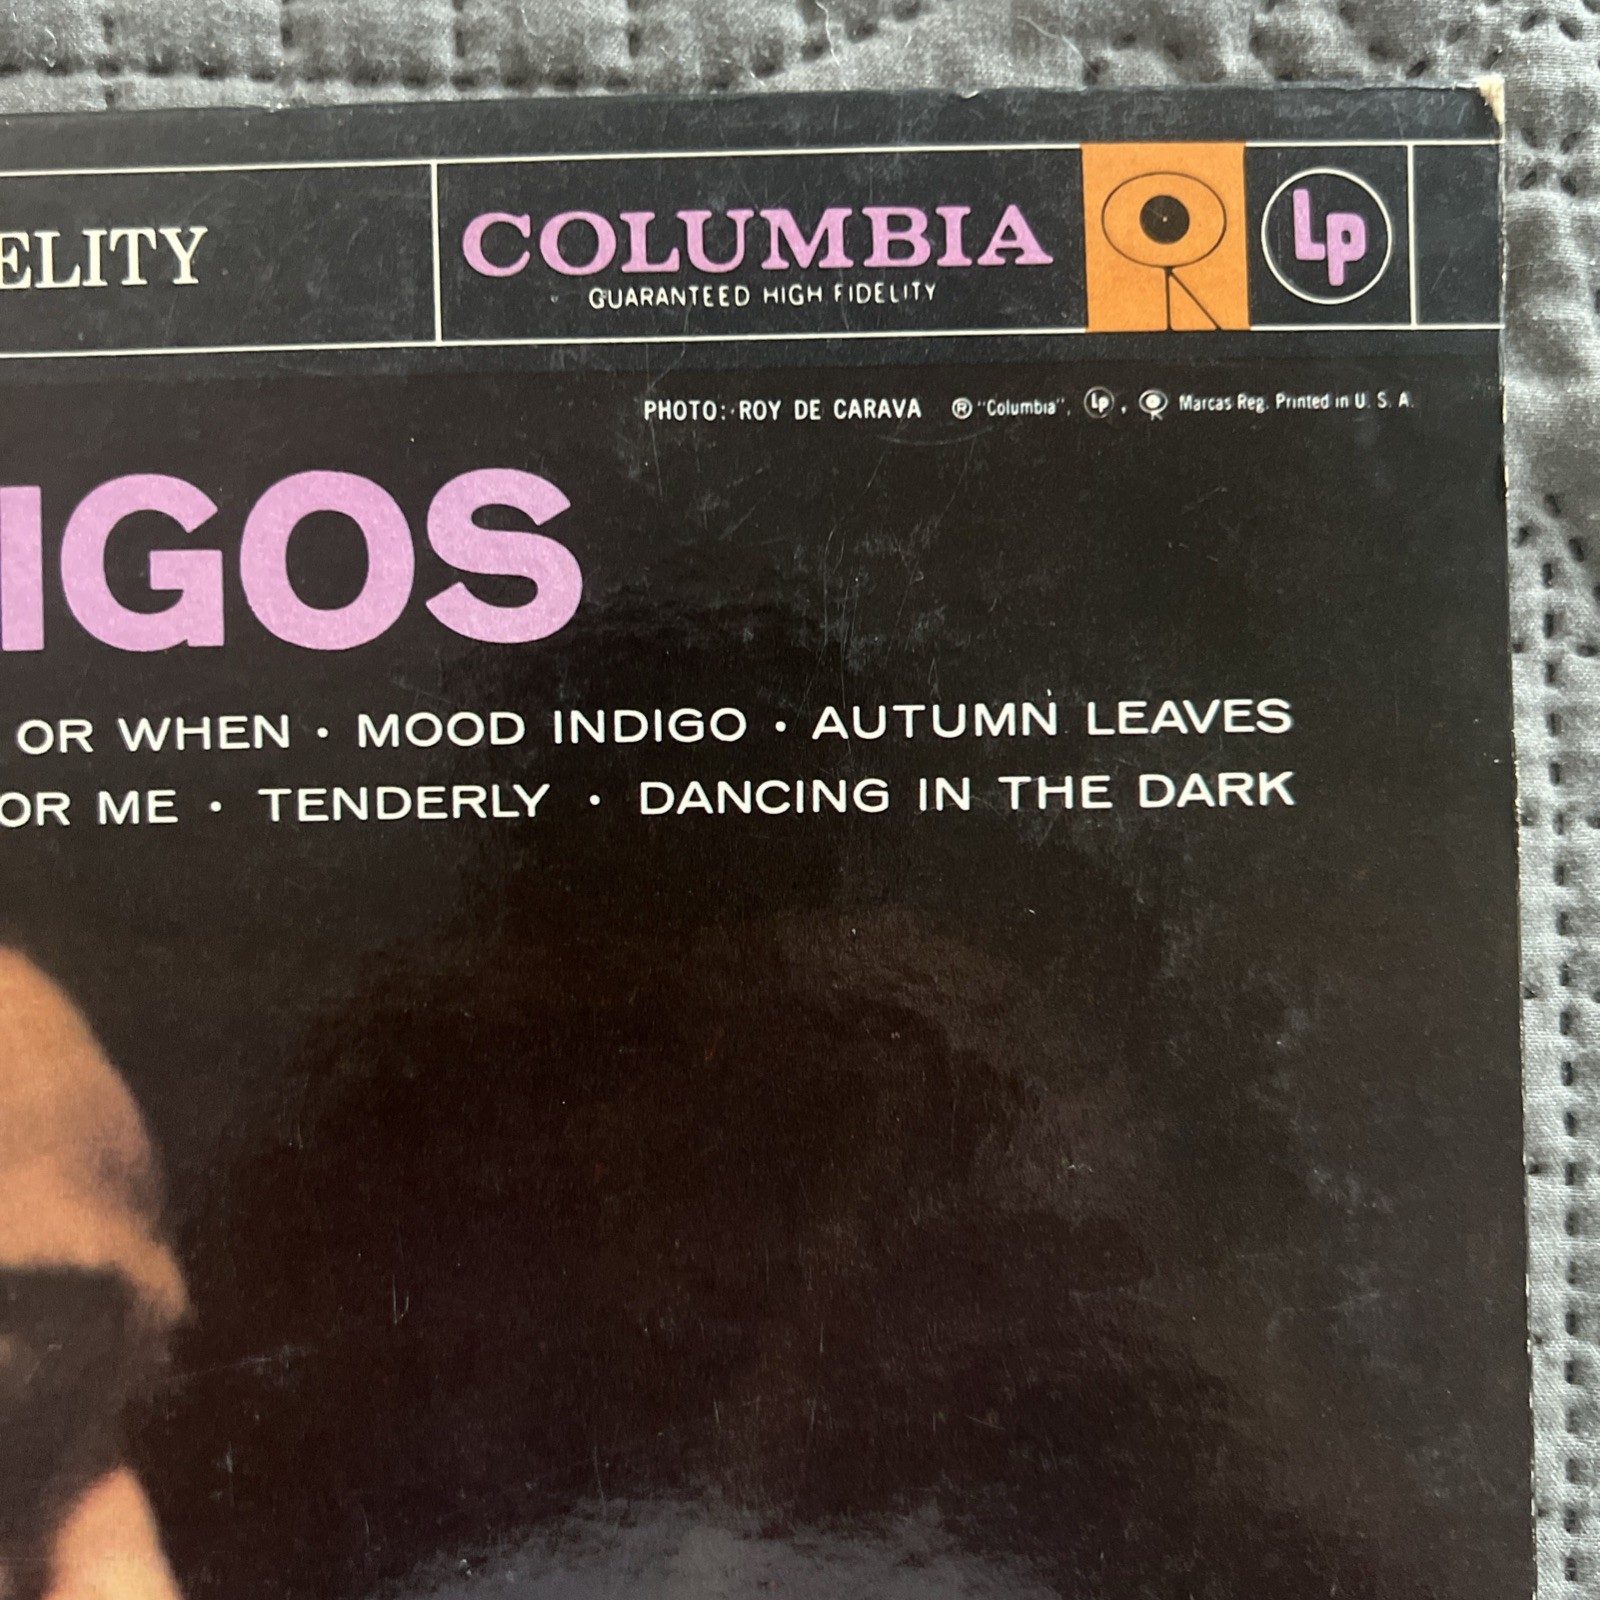 ELITY
COLUMBIA
GUARANTEED HIGH FIDELITY
Lp
PHOTO: ROY DE CARAVA ® "Columbia", Lp, Marcas Reg. Printed in U. S. A.
IGOS
OR WHEN · MOOD INDIGO · AUTUMN LEAVES
OR ME · TENDERLY · DANCING IN THE DARK